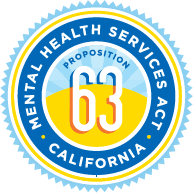 MENTAL HEALTH SERVICES ACT
PROPOSITION
63
• CALIFORNIA •